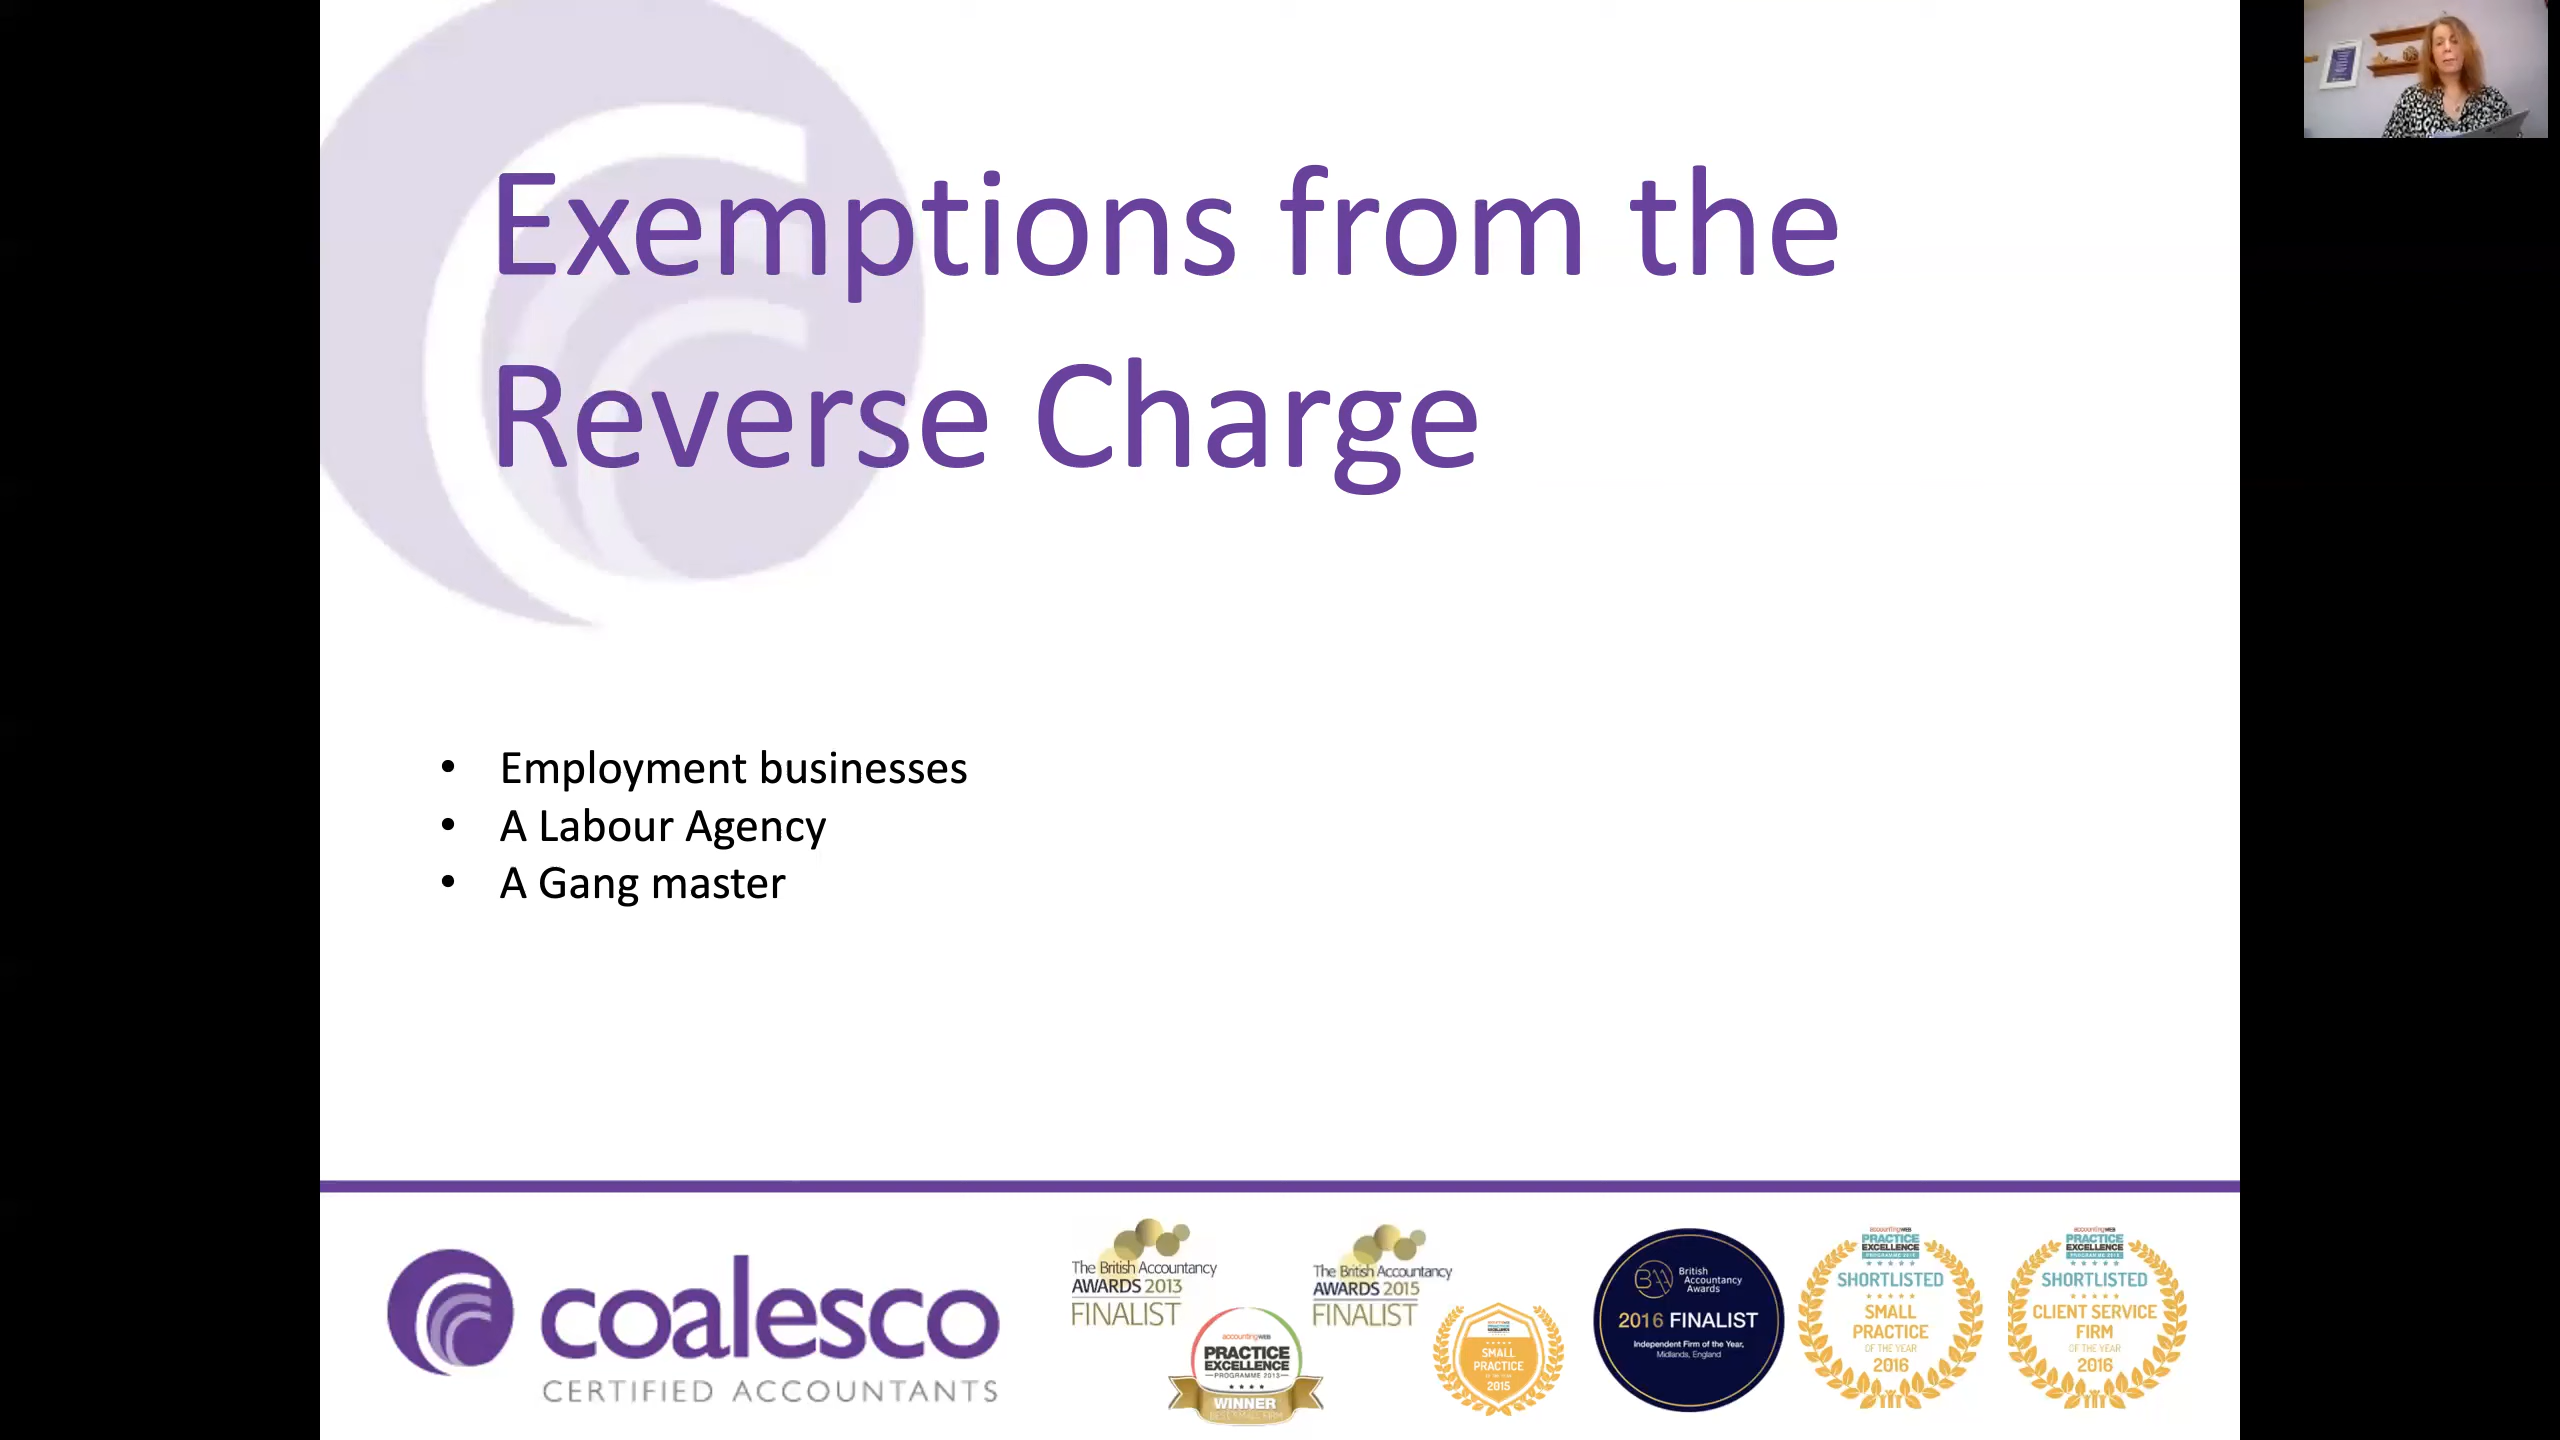 Exemptions from the
Reverse Charge
• Employment businesses
• A Labour Agency
• A Gang master
coalesco
CERTIFIED ACCOUNTANTS
The British Accountancy
AWARDS 2013
FINALIST
accountingWEB
PRACTICE
EXCELLENCE
PROGRAMME 2013
WINNER
The British Accountancy
AWARDS 2015
FINALIST
SMALL
PRACTICE
OF THE YEAR
2015
British
Accountancy
Awards
2016 FINALIST
Independent Firm of the Year,
Midlands, England
accountingWEB
PRACTICE
EXCELLENCE
SHORTLISTED
SMALL
PRACTICE
OF THE YEAR
2016
accountingWEB
PRACTICE
EXCELLENCE
SHORTLISTED
CLIENT SERVICE
FIRM
OF THE YEAR
2016